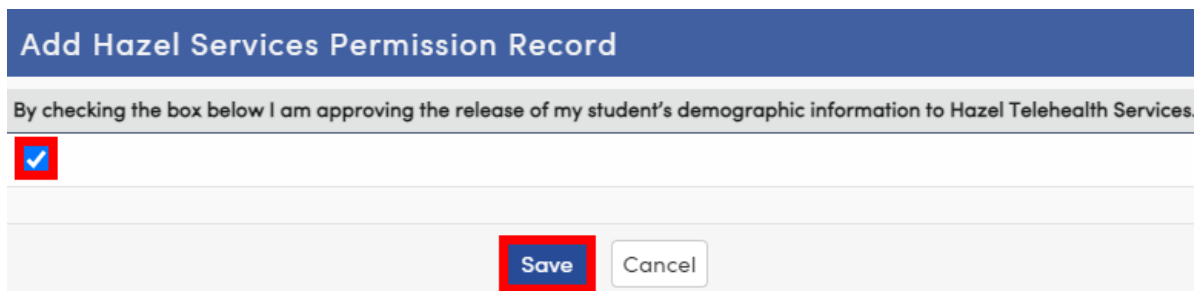 Add Hazel Services Permission Record
By checking the box below I am approving the release of my student's demographic information to Hazel Telehealth Services.
Save Cancel